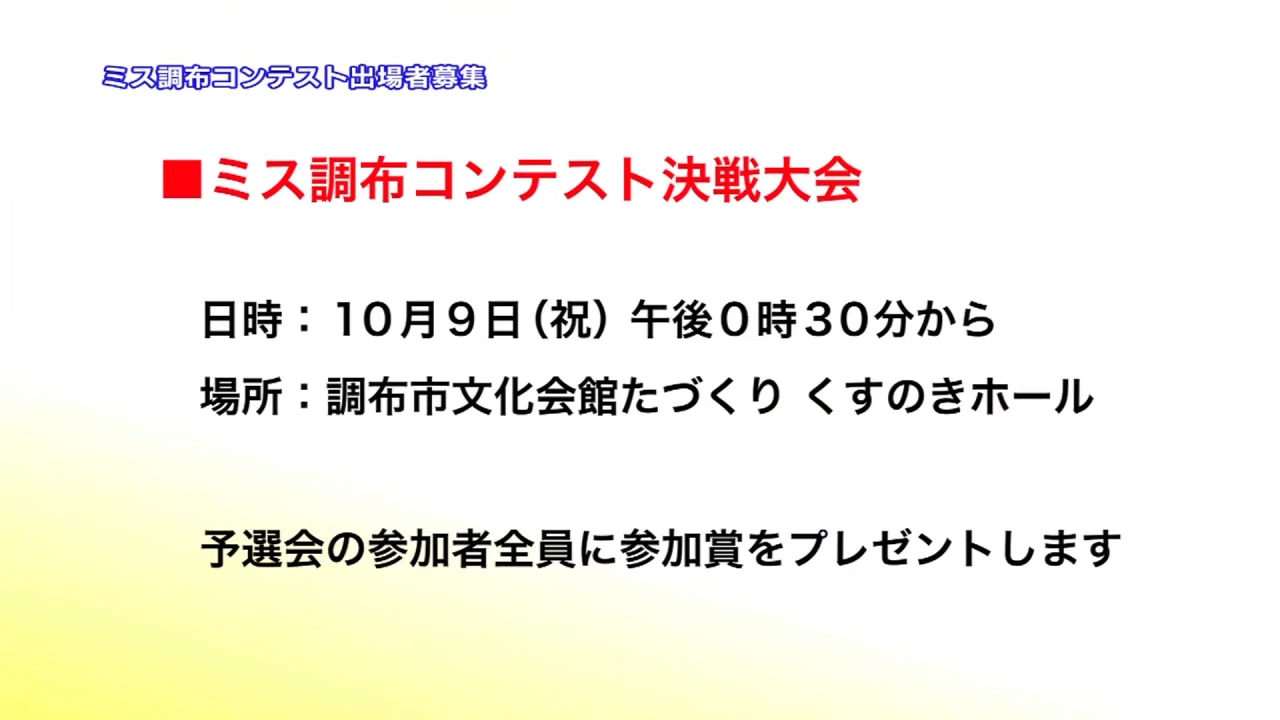 ミス調布コンテスト出場者募集
■ミス調布コンテスト決戦大会
日時：１０月９日（祝）午後０時３０分から
場所：調布市文化会館たづくり くすのきホール
予選会の参加者全員に参加賞をプレゼントします